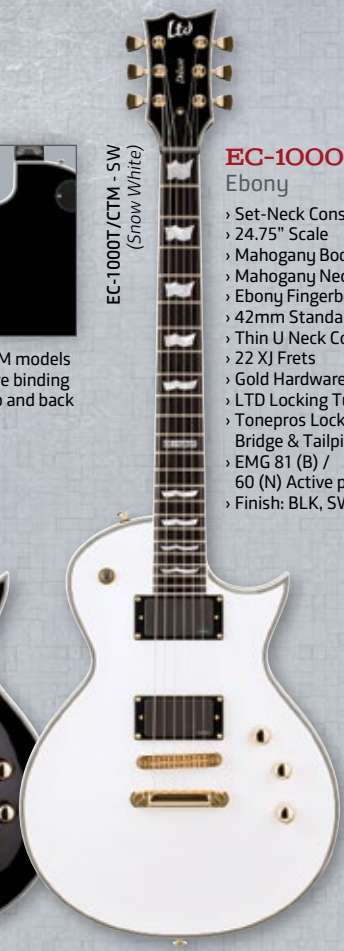 Ltd
Deluxe
EC-1000T/CTM - SW
(Snow White)
M models
e binding
o and back
EC-1000
Ebony
› Set-Neck Cons
› 24.75" Scale
› Mahogany Bod
› Mahogany Nec
› Ebony Fingerb
› 42mm Standa
› Thin U Neck Co
› 22 XJ Frets
› Gold Hardware
› LTD Locking Tu
› Tonepros Lock
Bridge & Tailpi
› EMG 81 (B) /
60 (N) Active p
› Finish: BLK, SW